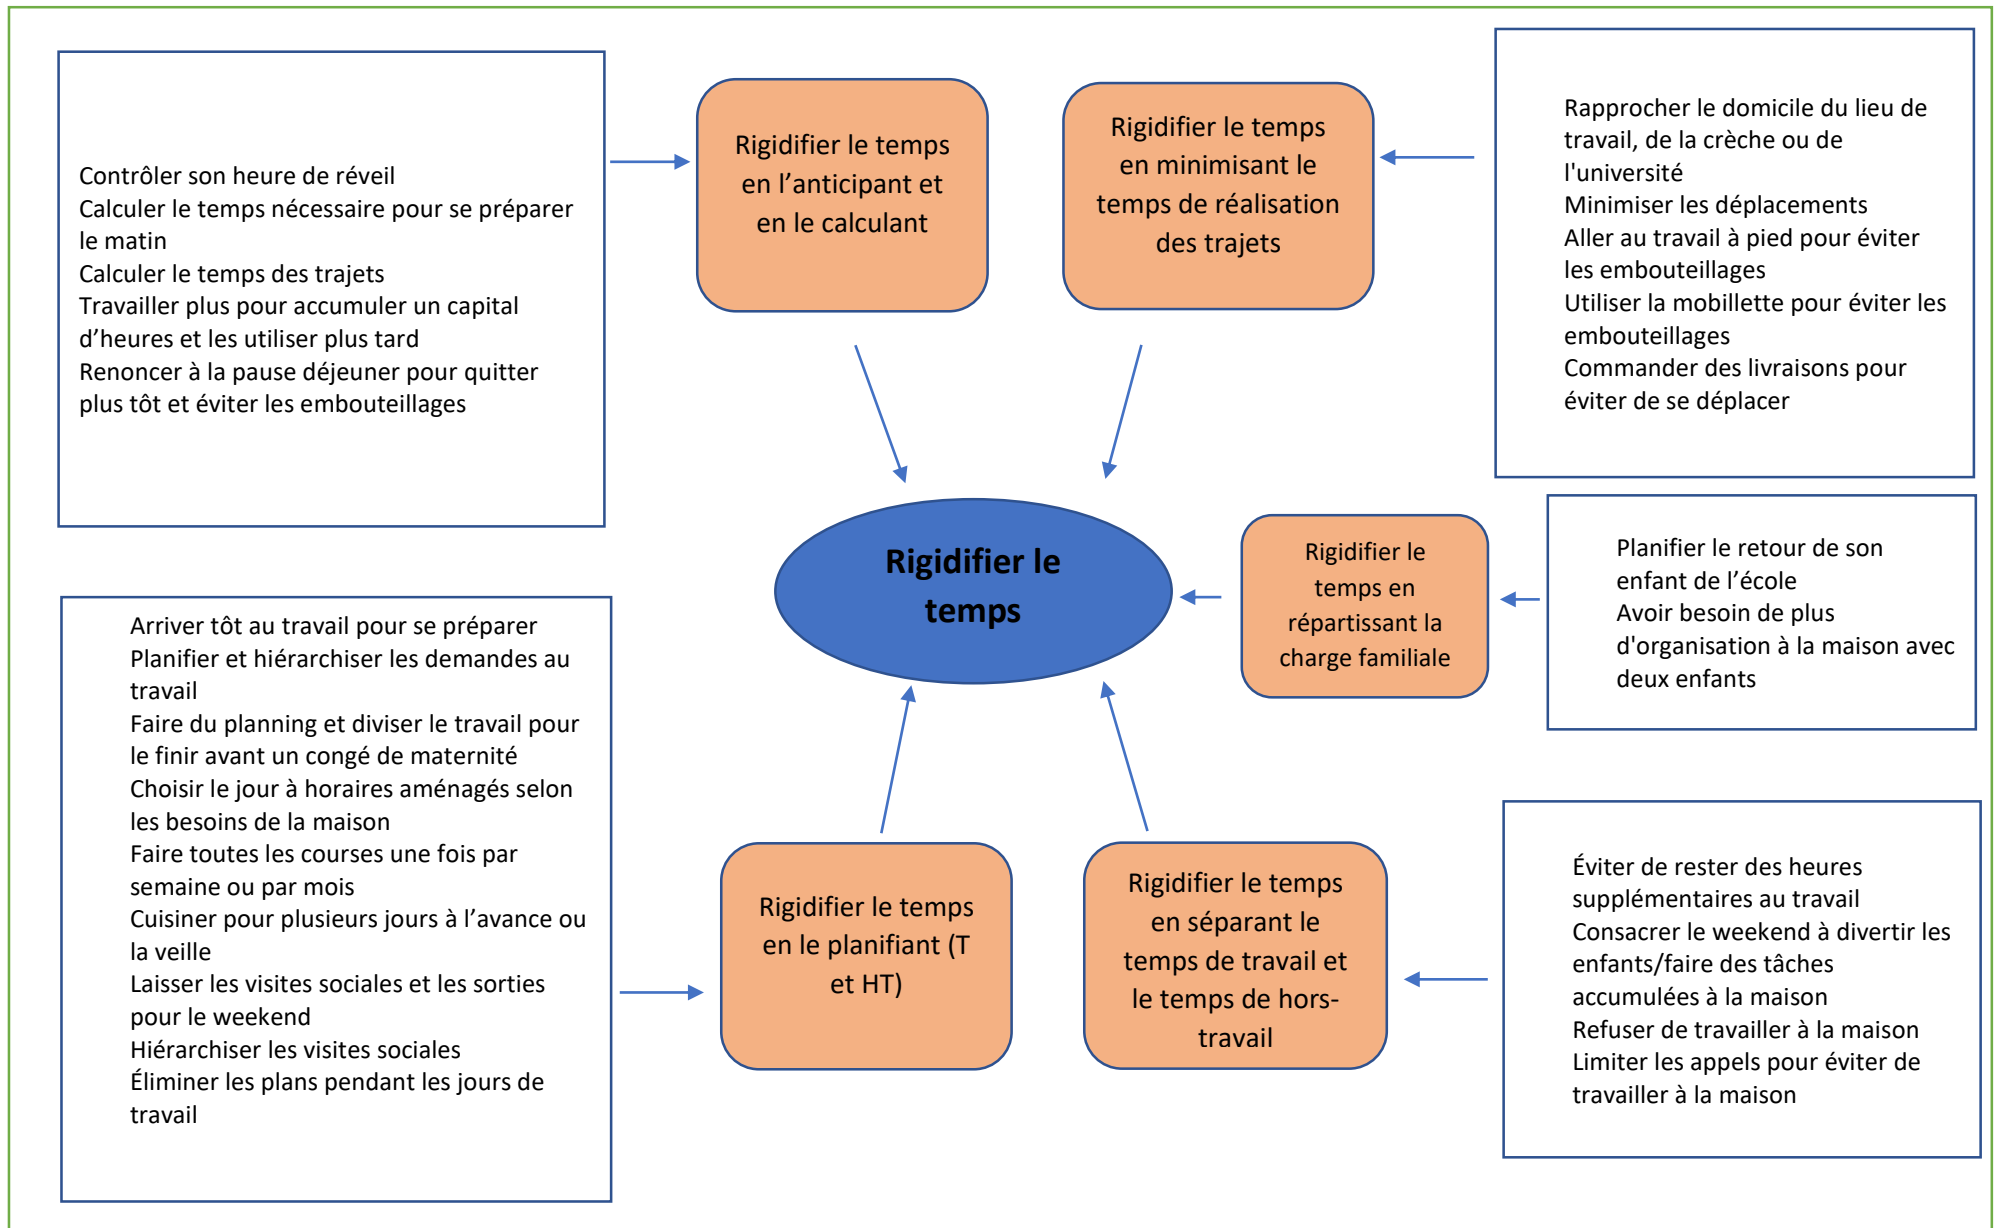 Contrôler son heure de réveil
Calculer le temps nécessaire pour se préparer
le matin
Calculer le temps des trajets
Travailler plus pour accumuler un capital
d’heures et les utiliser plus tard
Renoncer à la pause déjeuner pour quitter
plus tôt et éviter les embouteillages
Rigidifier le temps
en l’anticipant et
en le calculant
Rigidifier le temps
en minimisant le
temps de réalisation
des trajets
Rapprocher le domicile du lieu de
travail, de la crèche ou de
l'université
Minimiser les déplacements
Aller au travail à pied pour éviter
les embouteillages
Utiliser la mobillette pour éviter les
embouteillages
Commander des livraisons pour
éviter de se déplacer
Rigidifier le
temps
Rigidifier le
temps en
répartissant la
charge familiale
Planifier le retour de son
enfant de l’école
Avoir besoin de plus
d'organisation à la maison avec
deux enfants
Arriver tôt au travail pour se préparer
Planifier et hiérarchiser les demandes au
travail
Faire du planning et diviser le travail pour
le finir avant un congé de maternité
Choisir le jour à horaires aménagés selon
les besoins de la maison
Faire toutes les courses une fois par
semaine ou par mois
Cuisiner pour plusieurs jours à l’avance ou
la veille
Laisser les visites sociales et les sorties
pour le weekend
Hiérarchiser les visites sociales
Éliminer les plans pendant les jours de
travail
Rigidifier le temps
en le planifiant (T
et HT)
Rigidifier le temps
en séparant le
temps de travail et
le temps de hors-
travail
Éviter de rester des heures
supplémentaires au travail
Consacrer le weekend à divertir les
enfants/faire des tâches
accumulées à la maison
Refuser de travailler à la maison
Limiter les appels pour éviter de
travailler à la maison